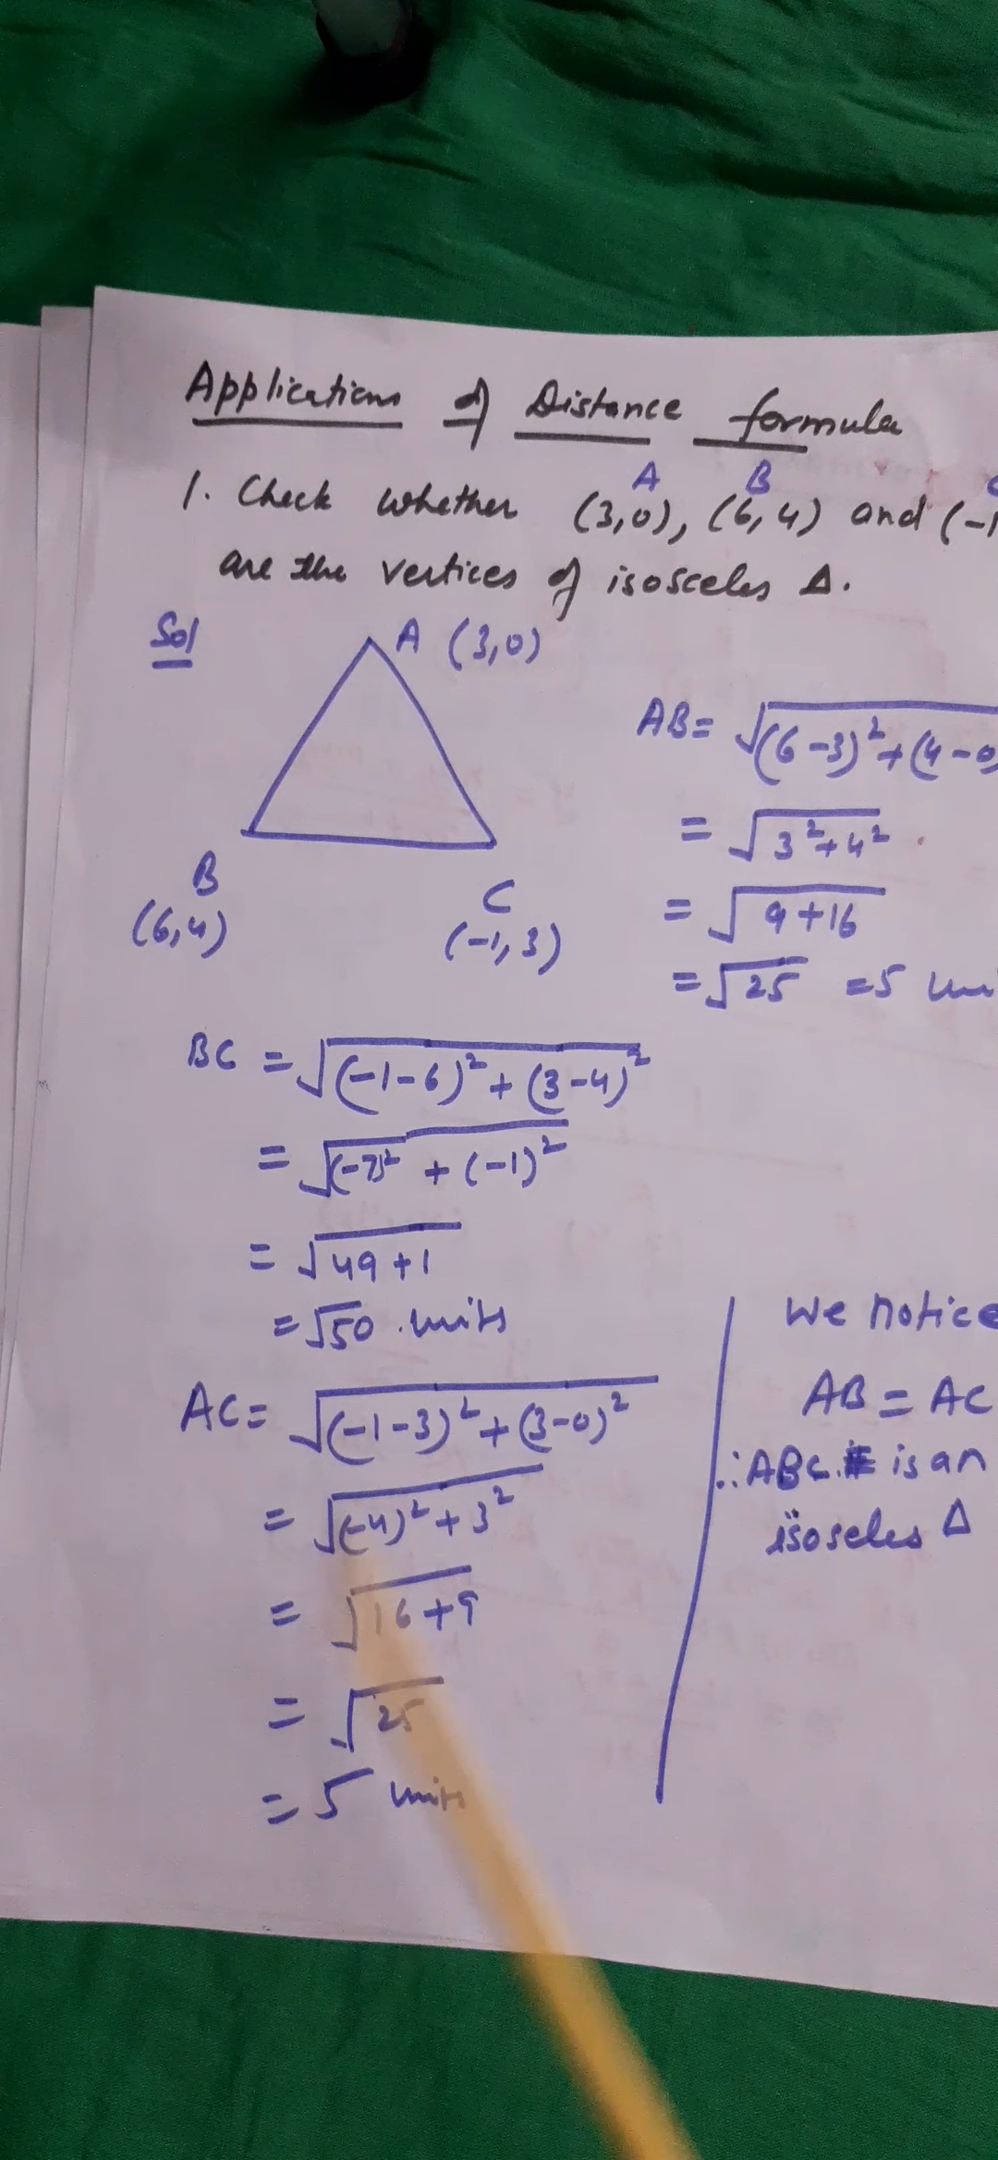 Applications of Distance formula
A B C
1. Check whether (3,0), (6,4) and (-1
are the vertices of isosceles Δ.
Sol
A (3,0)
B
(6,4)
C
(-1,3)
AB= √(6-3)²+(4-0)
= √3²+4²
= √9+16
=√25 =5 uni
BC = √(-1-6)²+(3-4)²
= √(-7)² + (-1)²
= √49+1
=√50 units
AC= √(-1-3)²+(3-0)²
= √(-4)²+3²
= √16+9
= √25
= 5 units
We notice
AB = AC
∴ABC is an
isoseles Δ